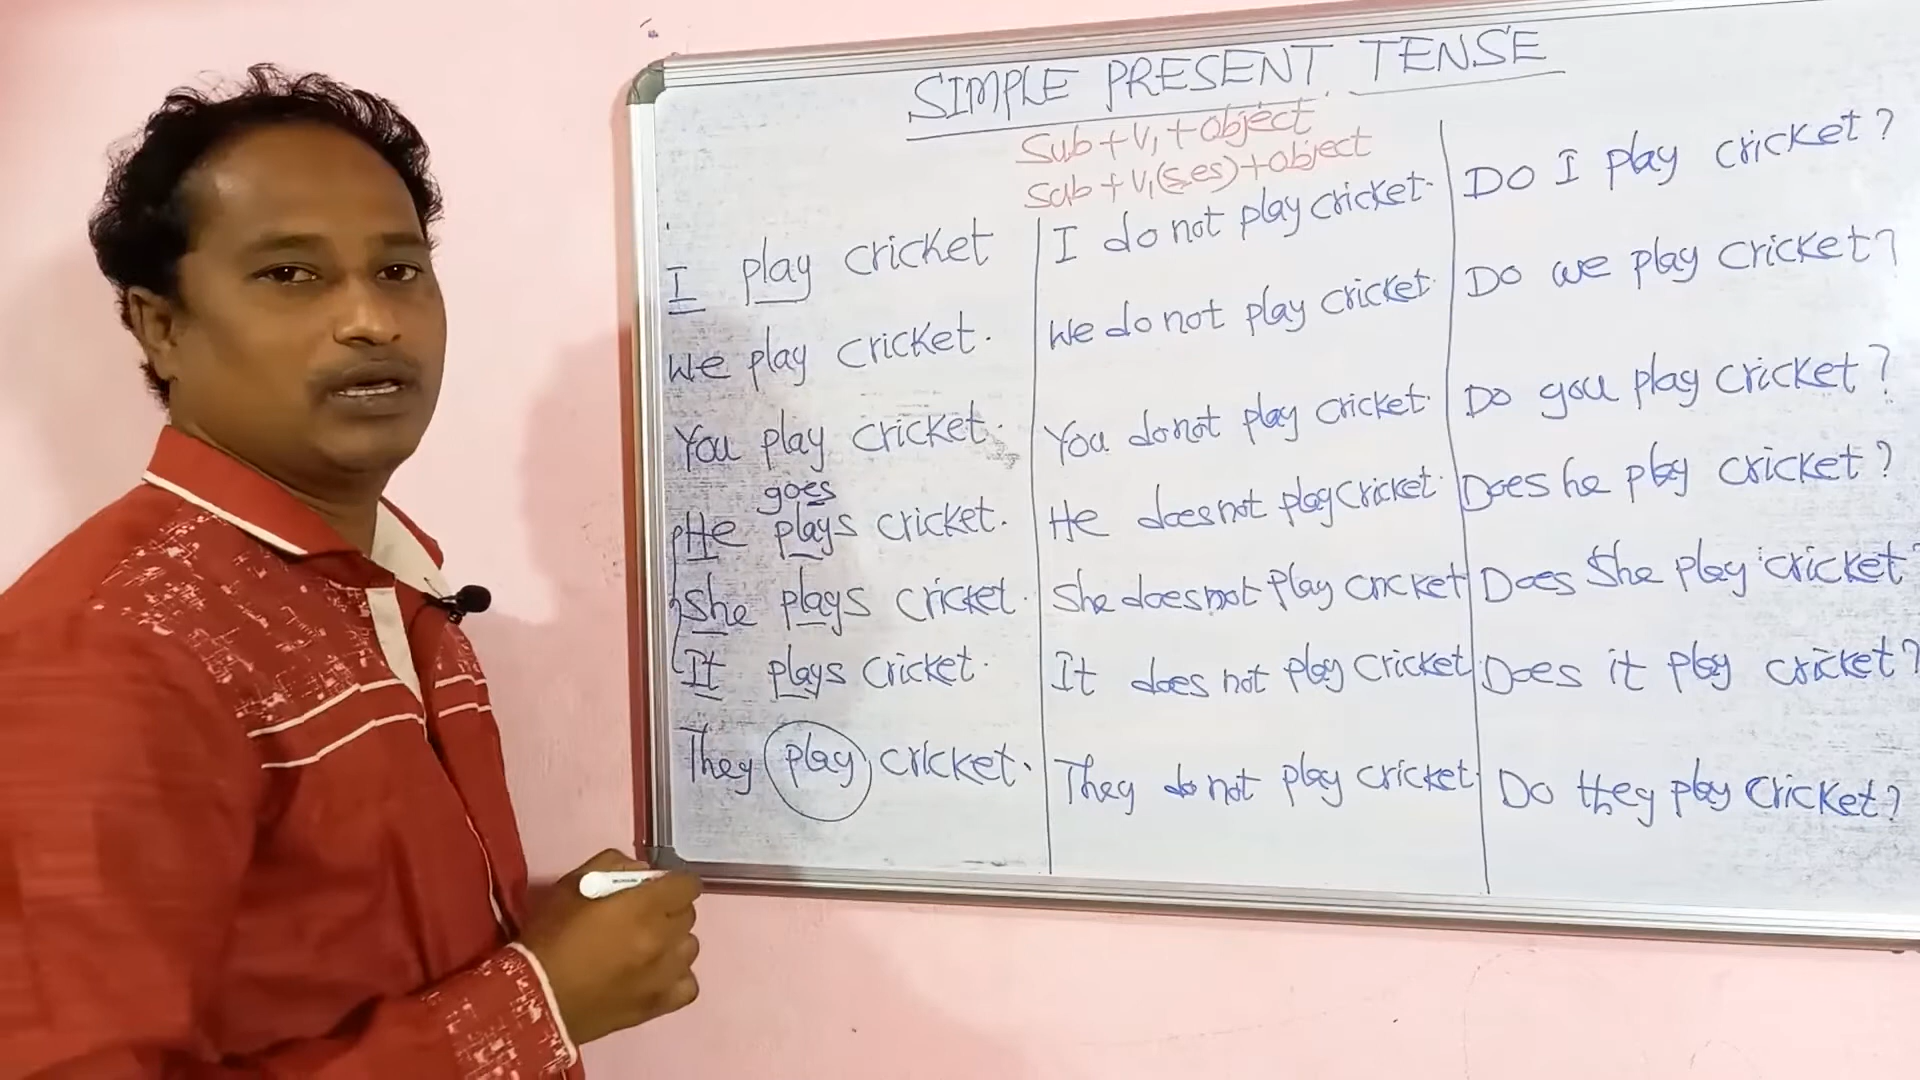 SIMPLE PRESENT TENSE
Sub + V1 + object
Sub + V1(s,es) + object
I play cricket
We play cricket.
You play cricket.
goes
He plays cricket.
She plays cricket.
It plays cricket.
They play cricket.
I do not play cricket.
We do not play cricket.
You do not play cricket.
He does not play cricket.
She does not play cricket
It does not play cricket
They do not play cricket
Do I play cricket?
Do we play cricket?
Do you play cricket?
Does he play cricket?
Does She play cricket?
Does it play cricket?
Do they play cricket?